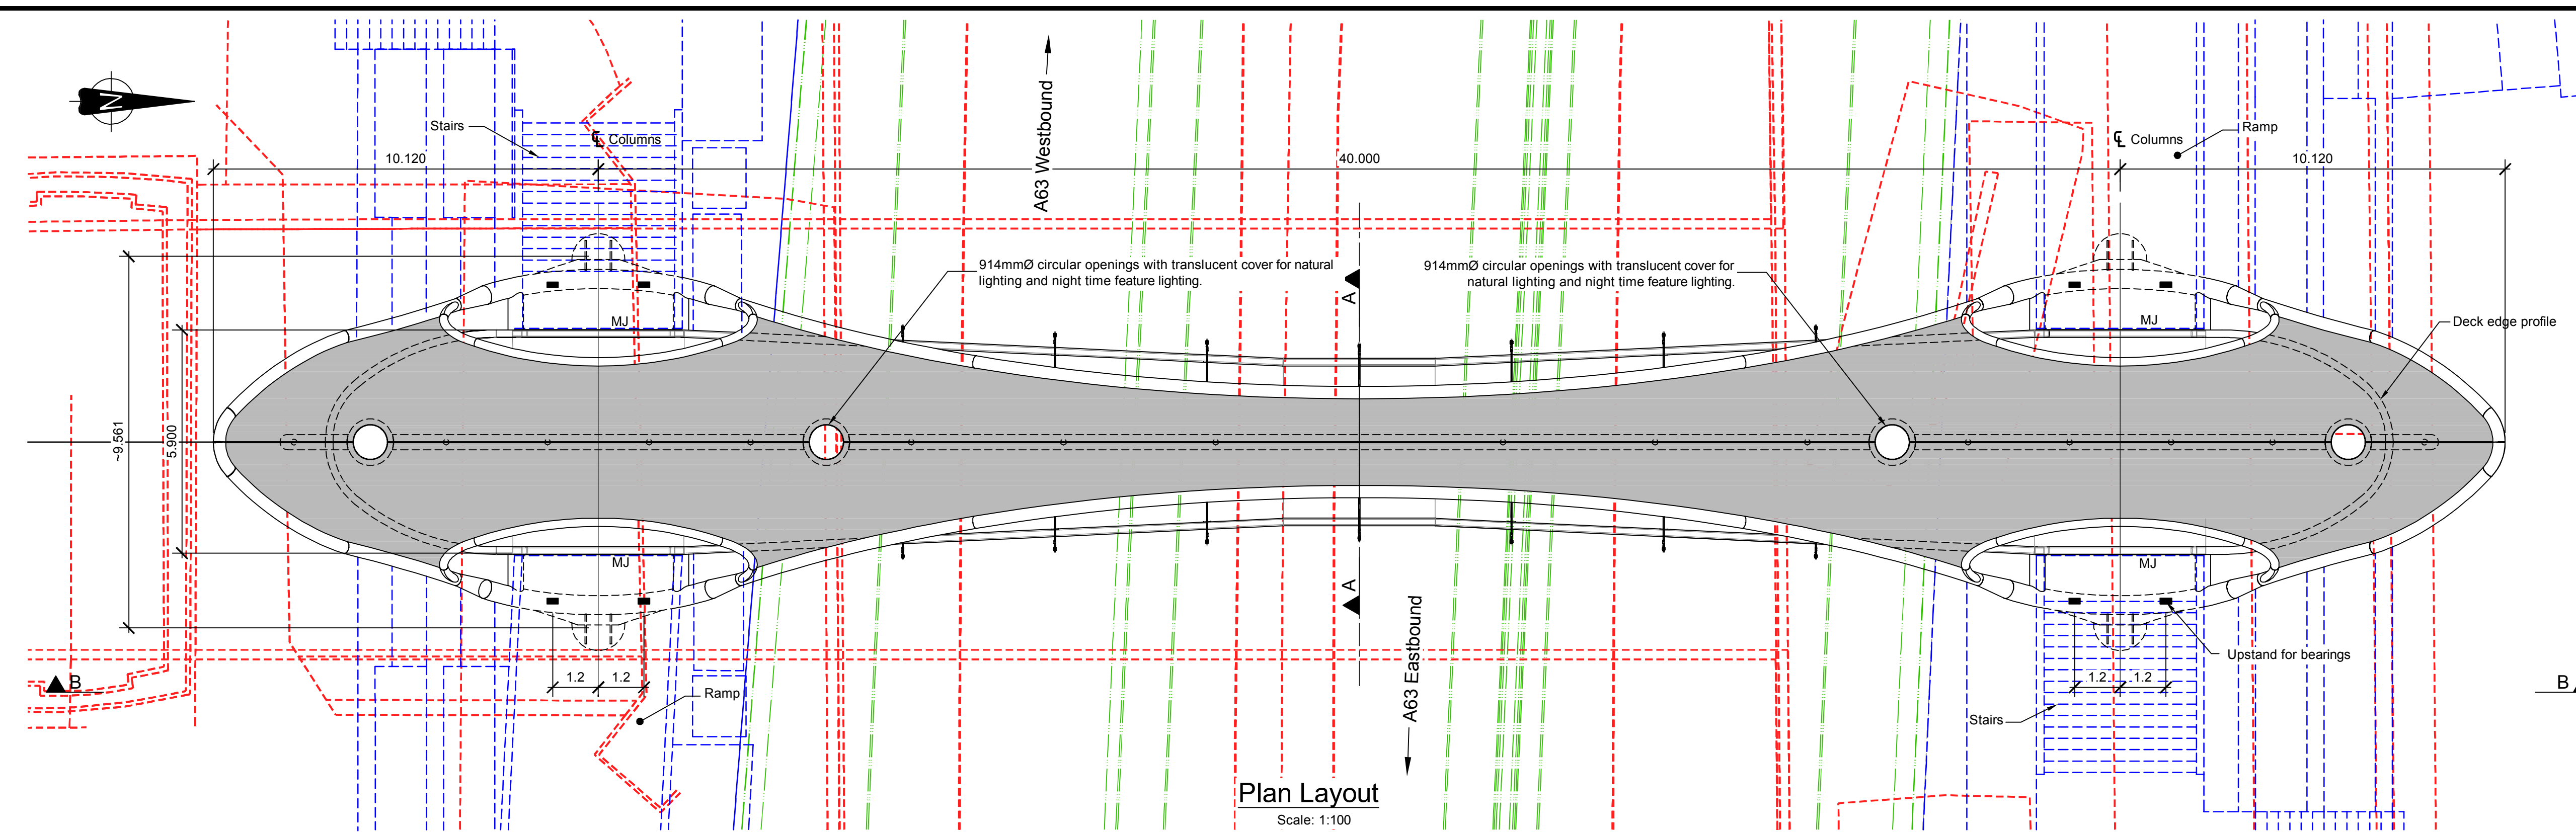 N
Stairs
℄ Columns
10.120
A63 Westbound
40.000
℄ Columns
Ramp
10.120
914mmØ circular openings with translucent cover for natural
lighting and night time feature lighting.
914mmØ circular openings with translucent cover for
natural lighting and night time feature lighting.
A
MJ
MJ
Deck edge profile
~9.561
5.900
MJ
MJ
A
A63 Eastbound
1.2
1.2
Ramp
B
Upstand for bearings
1.2
1.2
Stairs
B
Plan Layout
Scale: 1:100